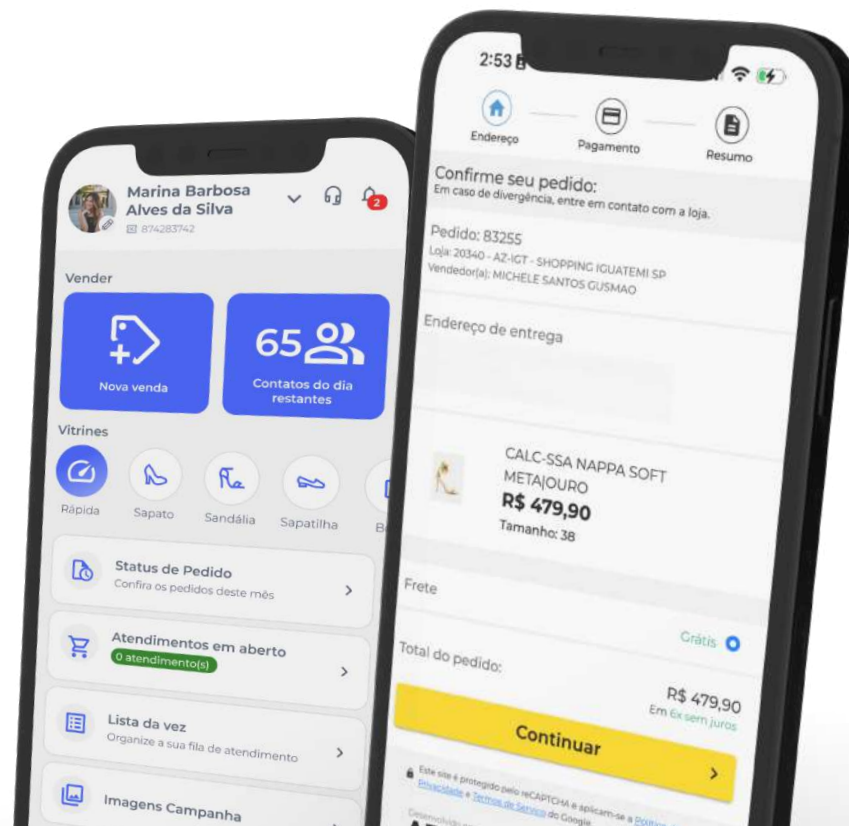 Marina Barbosa
Alves da Silva
874283742
2
Vender
Nova venda
65
Contatos do dia
restantes
Vitrines
Rápida
Sapato
Sandália
Sapatilha
Status de Pedido
Confira os pedidos deste mês
Atendimentos em aberto
0 atendimento(s)
Lista da vez
Organize a sua fila de atendimento
Imagens Campanha
2:53
Endereço
Pagamento
Resumo
Confirme seu pedido:
Em caso de divergência, entre em contato com a loja.
Pedido: 83255
Loja: 20340 - AZ-IGT - SHOPPING IGUATEMI SP
Vendedor(a): MICHELE SANTOS GUSMAO
Endereço de entrega
CALC-SSA NAPPA SOFT
META|OURO
R$ 479,90
Tamanho: 38
Frete
Grátis
Total do pedido:
R$ 479,90
Em 6x sem juros
Continuar
Este site é protegido pelo reCAPTCHA e aplicam-se a
Privacidade e Termos de Serviço do Google